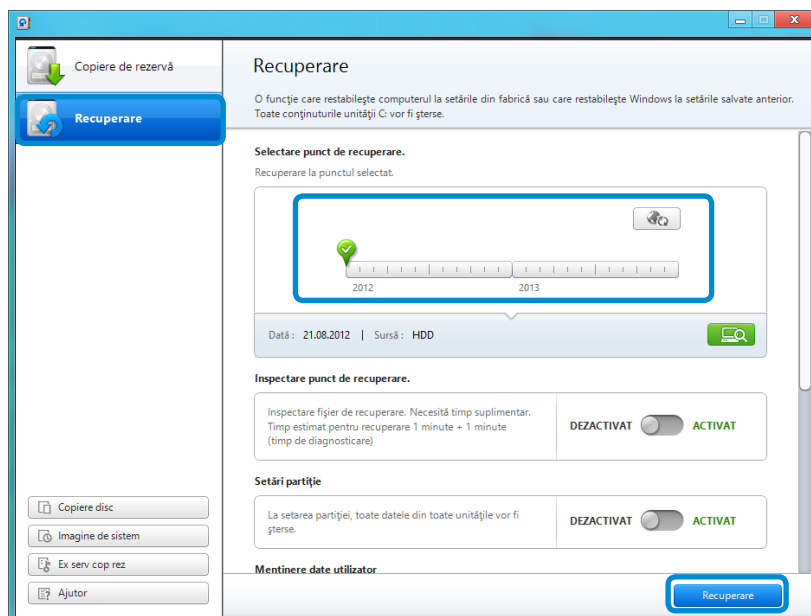 Copiere de rezervă
Recuperare
Copiere disc
Imagine de sistem
Ex serv cop rez
Ajutor
Recuperare
O funcţie care restabileşte computerul la setările din fabrică sau care restabileşte Windows la setările salvate anterior.
Toate conţinuturile unităţii C: vor fi şterse.
Selectare punct de recuperare.
Recuperare la punctul selectat.
2012 2013
Dată : 21.08.2012 | Sursă : HDD
Inspectare punct de recuperare.
Inspectare fişier de recuperare. Necesită timp suplimentar.
Timp estimat pentru recuperare 1 minute + 1 minute
(timp de diagnosticare)
DEZACTIVAT ACTIVAT
Setări partiţie
La setarea partiţiei, toate datele din toate unităţile vor fi
şterse.
DEZACTIVAT ACTIVAT
Menţinere date utilizator
Recuperare